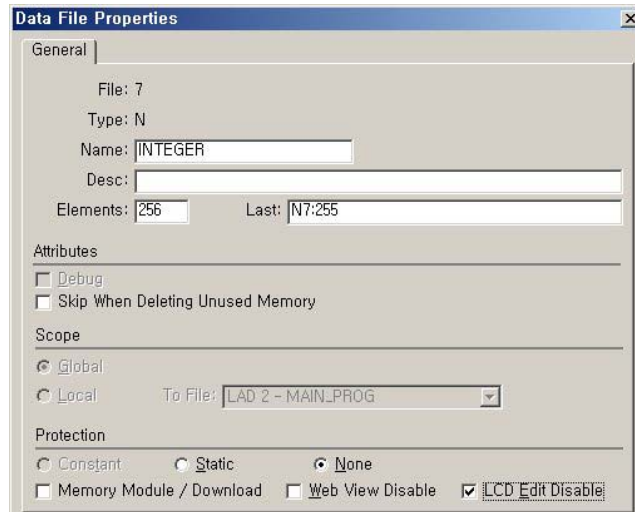 Data File Properties
General
File: 7
Type: N
Name: INTEGER
Desc:
Elements: 256 Last: N7:255
Attributes
Debug
Skip When Deleting Unused Memory
Scope
Global
Local To File: LAD 2 - MAIN_PROG
Protection
Constant Static None
Memory Module / Download Web View Disable LCD Edit Disable